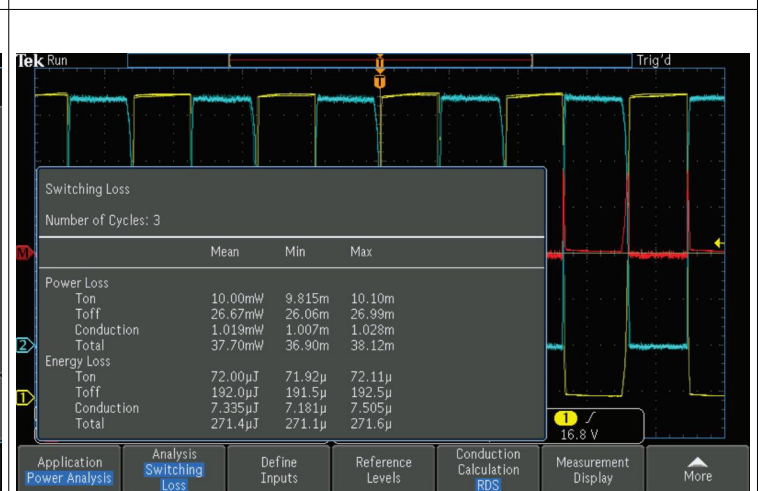 Tek Run Trig'd
T
T
Switching Loss
Number of Cycles: 3
Mean Min Max
Power Loss
Ton 10.00mW 9.815m 10.10m
Toff 26.67mW 26.06m 26.99m
Conduction 1.019mW 1.007m 1.028m
Total 37.70mW 36.90m 38.12m
Energy Loss
Ton 72.00µJ 71.92µ 72.11µ
Toff 192.0µJ 191.5µ 192.5µ
Conduction 7.335µJ 7.181µ 7.505µ
Total 271.4µJ 271.1µ 271.6µ
M
2
1
1 /
16.8 V
Application
Power Analysis
Analysis
Switching
Loss
Define
Inputs
Reference
Levels
Conduction
Calculation
RDS
Measurement
Display
More